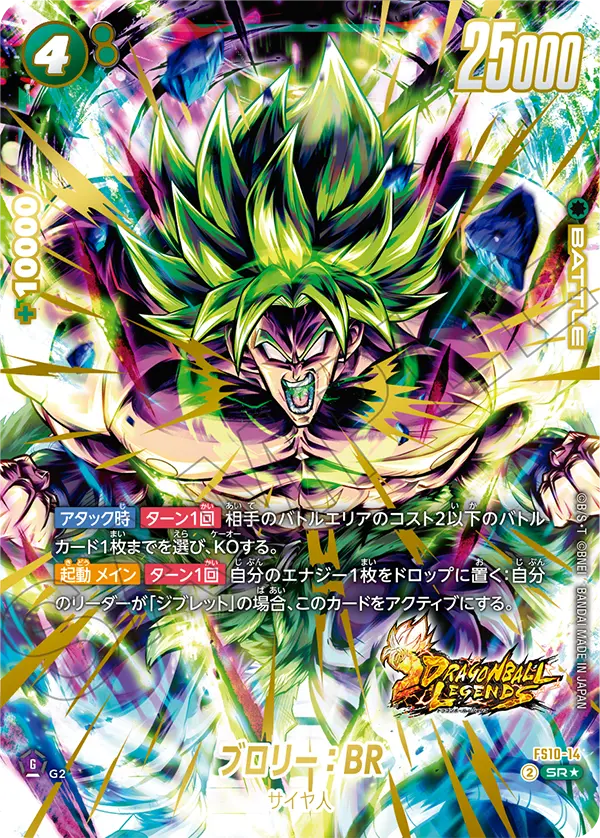 4
25000
+10000
BATTLE
アタック時 ターン1回 相手のバトルエリアのコスト2以下のバトル
カード1枚までを選び、KOする。
起動メイン ターン1回 自分のエナジー1枚をドロップに置く:自分
のリーダーが「ジブレット」の場合、このカードをアクティブにする。
©B/S・T ©BNEI BANDAI MADE IN JAPAN
DRAGONBALL
LEGENDS
FS10-14
G
G2
ブロリー:BR
② SR★
サイヤ人